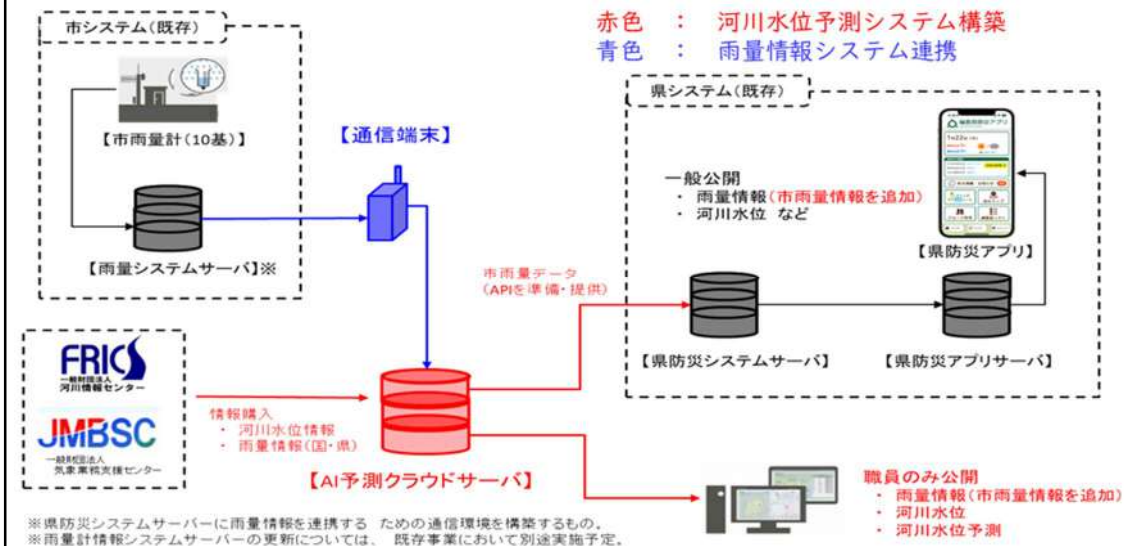 赤色 ： 河川水位予測システム構築
青色 ： 雨量情報システム連携
市システム(既存)
【市雨量計(10基)】
【雨量システムサーバ】※
【通信端末】
県システム(既存)
一般公開
・ 雨量情報(市雨量情報を追加)
・ 河川水位 など
【県防災アプリ】
市雨量データ
(APIを準備・提供)
【県防災システムサーバ】
【県防災アプリサーバ】
FRICS
一般財団法人
河川情報センター
JMBSC
一般財団法人
気象業務支援センター
情報購入
・ 河川水位情報
・ 雨量情報(国・県)
【AI予測クラウドサーバ】
職員のみ公開
・ 雨量情報(市雨量情報を追加)
・ 河川水位
・ 河川水位予測
※県防災システムサーバーに雨量情報を連携する ための通信環境を構築するもの。
※雨量計情報システムサーバーの更新については、 既存事業において別途実施予定。